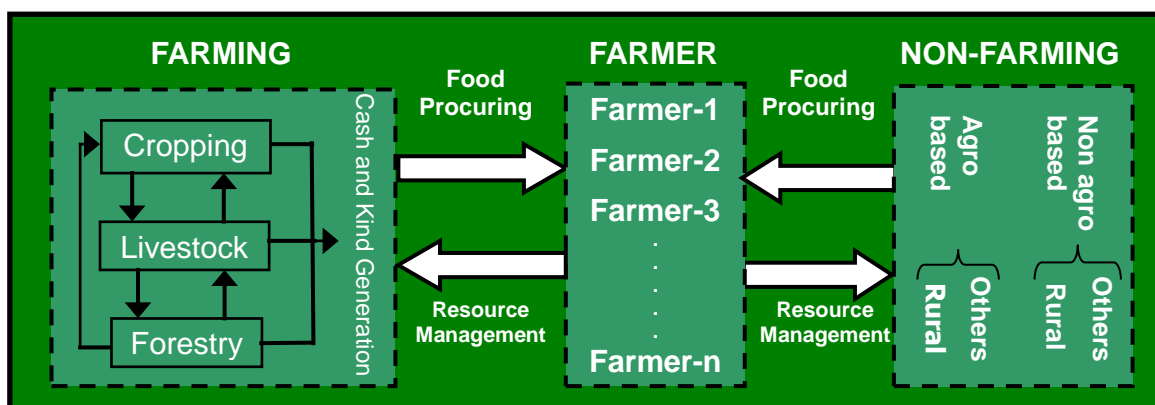 FARMING
Cropping
Livestock
Forestry
Cash and Kind Generation
Food
Procuring
Resource
Management
FARMER
Farmer-1
Farmer-2
Farmer-3
.
.
.
.
.
.
Farmer-n
Food
Procuring
Resource
Management
NON-FARMING
Agro
based
Non agro
based
Others
Rural
Others
Rural